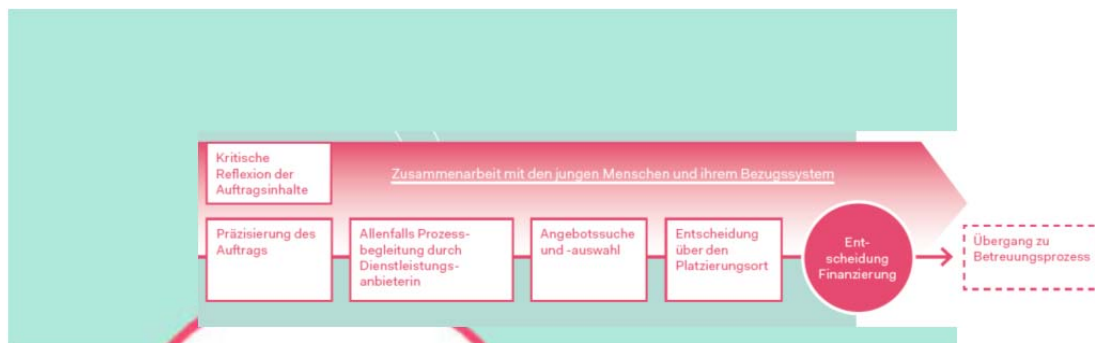 Kritische
Reflexion der
Auftragsinhalte
Zusammenarbeit mit den jungen Menschen und ihrem Bezugssystem
Präzisierung des
Auftrags
Allenfalls Prozess-
begleitung durch
Dienstleistungs-
anbieterin
Angebotssuche
und -auswahl
Entscheidung
über den
Platzierungsort
Ent-
scheidung
Finanzierung
Übergang zu
Betreuungsprozess